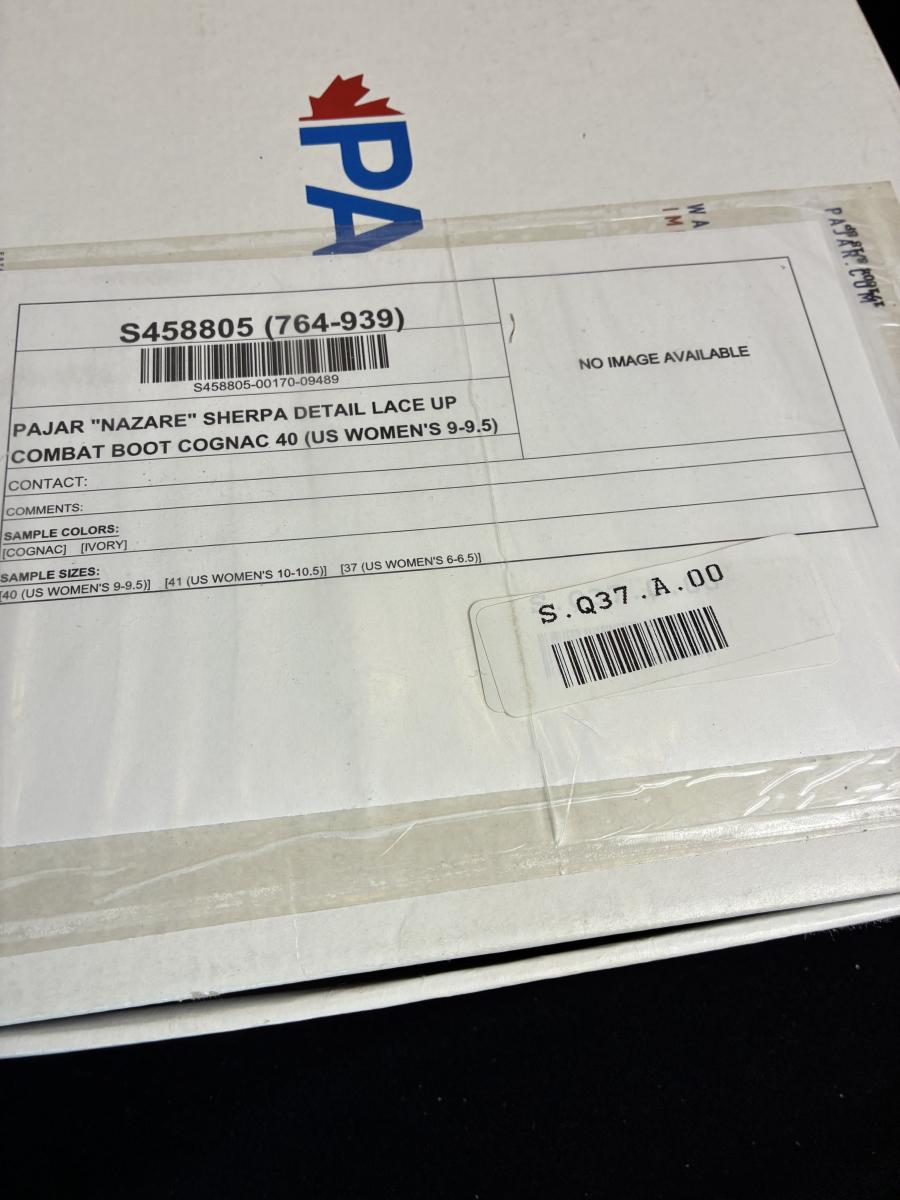 PA
WA
IM
PAJAR.COM
S458805 (764-939)
S458805-00170-09489
NO IMAGE AVAILABLE
PAJAR "NAZARE" SHERPA DETAIL LACE UP
COMBAT BOOT COGNAC 40 (US WOMEN'S 9-9.5)
CONTACT:
COMMENTS:
SAMPLE COLORS:
[COGNAC] [IVORY]
SAMPLE SIZES:
[40 (US WOMEN'S 9-9.5)] [41 (US WOMEN'S 10-10.5)] [37 (US WOMEN'S 6-6.5)]
S.Q37.A.00